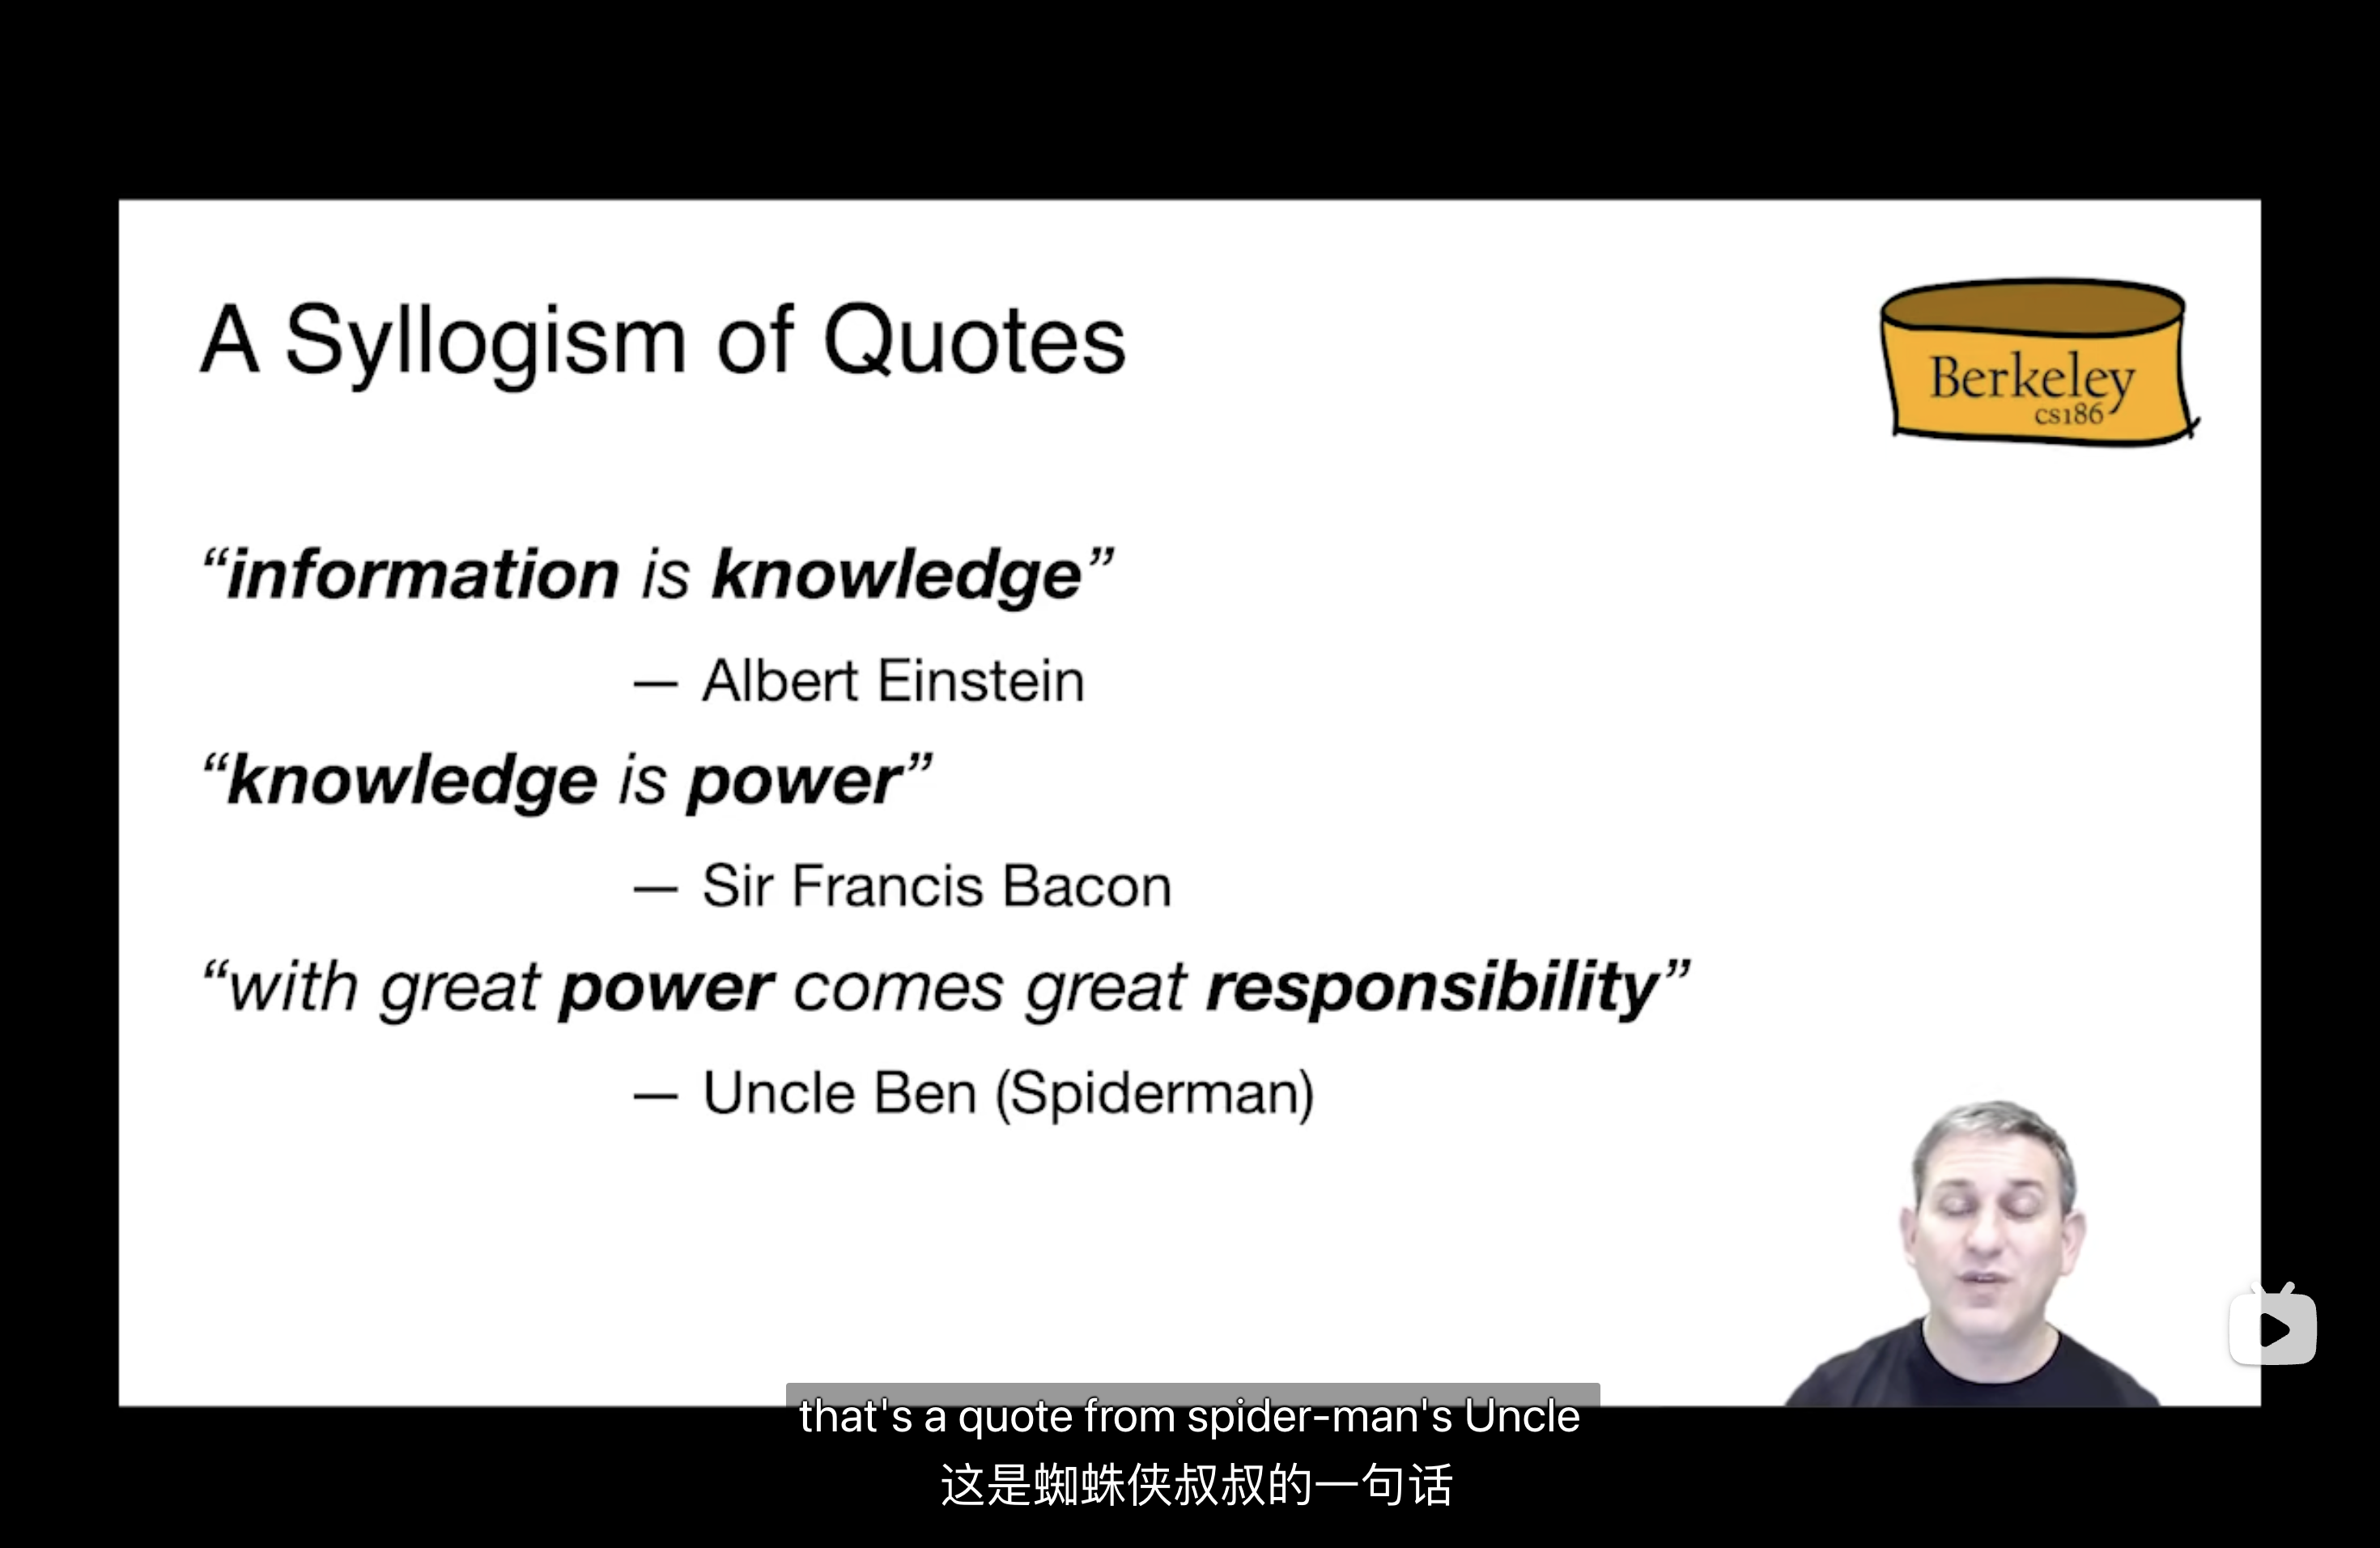 A Syllogism of Quotes
Berkeley
cs186
“information is knowledge”
— Albert Einstein
“knowledge is power”
— Sir Francis Bacon
“with great power comes great responsibility”
— Uncle Ben (Spiderman)
that's a quote from spider-man's Uncle
这是蜘蛛侠叔叔的一句话